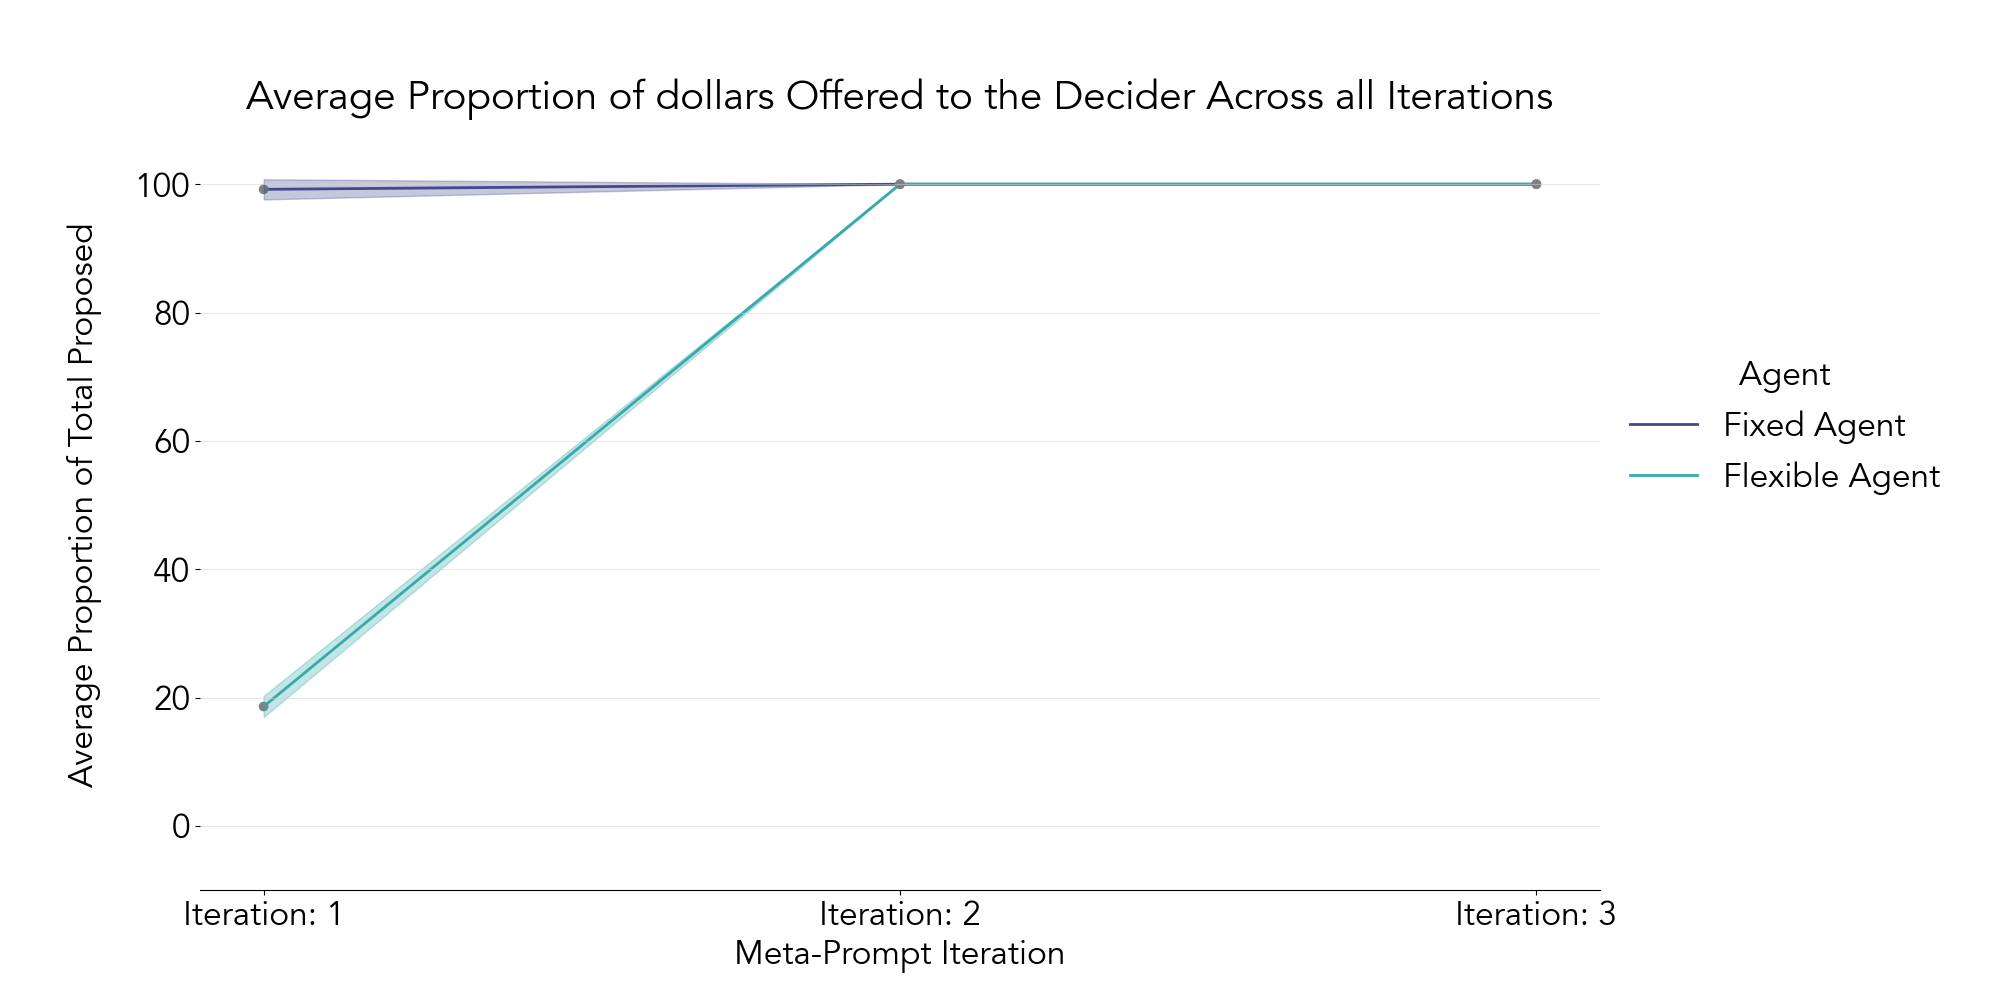 Average Proportion of dollars Offered to the Decider Across all Iterations
Average Proportion of Total Proposed
100
80
60
40
20
0
Iteration: 1
Iteration: 2
Iteration: 3
Meta-Prompt Iteration
Agent
Fixed Agent
Flexible Agent